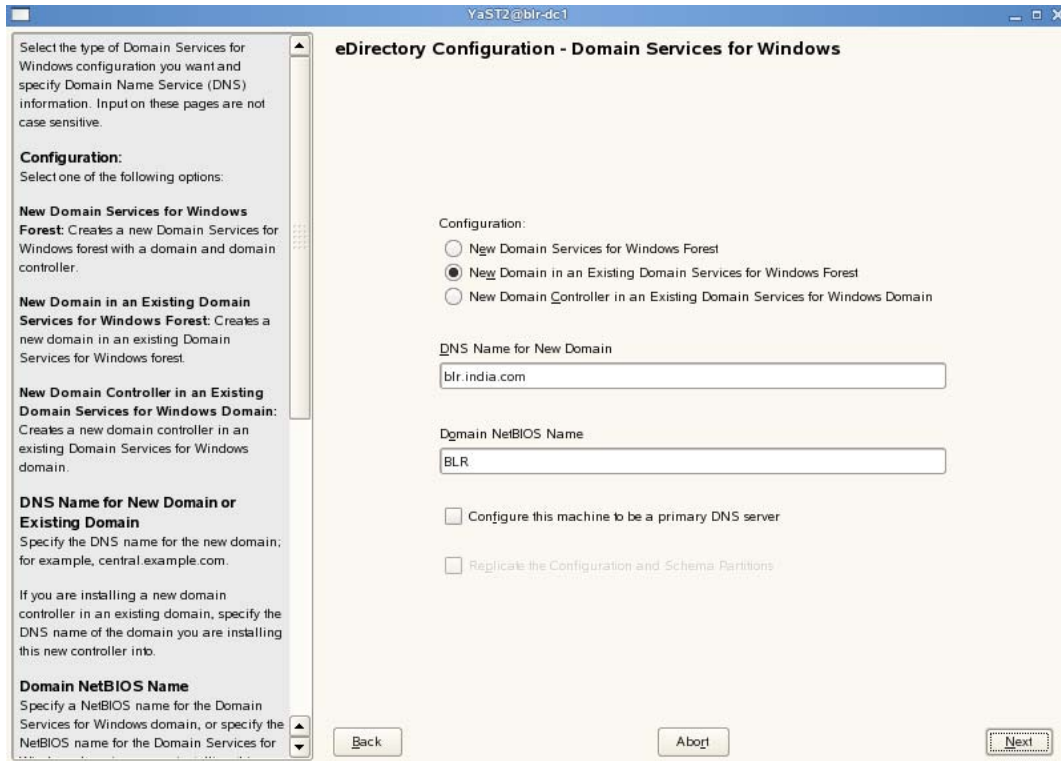 YaST2@blr-dc1
Select the type of Domain Services for
Windows configuration you want and
specify Domain Name Service (DNS)
information. Input on these pages are not
case sensitive.
Configuration:
Select one of the following options:
New Domain Services for Windows
Forest: Creates a new Domain Services for
Windows forest with a domain and domain
controller.
New Domain in an Existing Domain
Services for Windows Forest: Creates a
new domain in an existing Domain
Services for Windows forest.
New Domain Controller in an Existing
Domain Services for Windows Domain:
Creates a new domain controller in an
existing Domain Services for Windows
domain.
DNS Name for New Domain or
Existing Domain
Specify the DNS name for the new domain;
for example, central.example.com.
If you are installing a new domain
controller in an existing domain, specify the
DNS name of the domain you are installing
this new controller into.
Domain NetBIOS Name
Specify a NetBIOS name for the Domain
Services for Windows domain, or specify the
NetBIOS name for the Domain Services for
eDirectory Configuration - Domain Services for Windows
Configuration:
New Domain Services for Windows Forest
New Domain in an Existing Domain Services for Windows Forest
New Domain Controller in an Existing Domain Services for Windows Domain
DNS Name for New Domain
blr.india.com
Domain NetBIOS Name
BLR
Configure this machine to be a primary DNS server
Replicate the Configuration and Schema Partitions
Back
Abort
Next